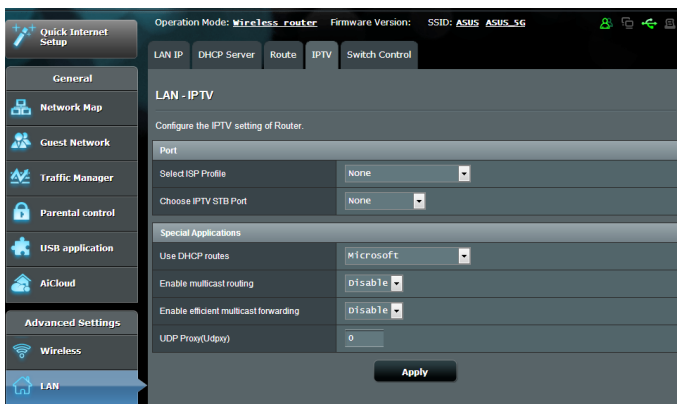 Quick Internet
Setup
Operation Mode: Wireless router Firmware Version: SSID: ASUS ASUS_5G
LAN IP DHCP Server Route IPTV Switch Control
General
Network Map
Guest Network
Traffic Manager
Parental control
USB application
AiCloud
Advanced Settings
Wireless
LAN
LAN - IPTV
Configure the IPTV setting of Router.
Port
Select ISP Profile None
Choose IPTV STB Port None
Special Applications
Use DHCP routes Microsoft
Enable multicast routing Disable
Enable efficient multicast forwarding Disable
UDP Proxy(Udpxy) 0
Apply